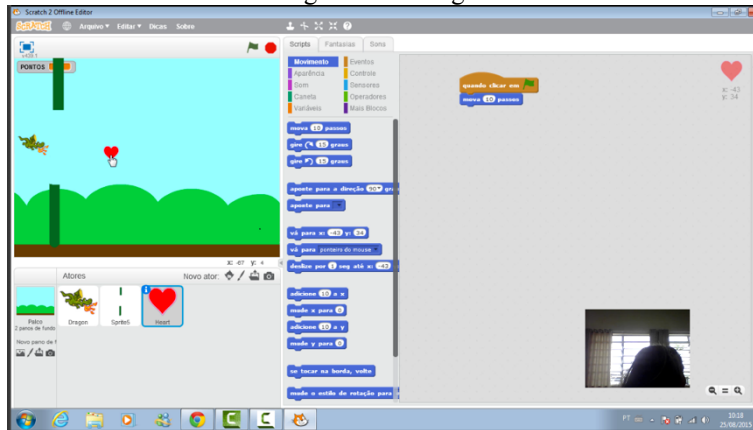 Scratch 2 Offline Editor
SCRATCH Arquivo Editar Dicas Sobre
v439.1
PONTOS
X: -67 y: 4
Atores
Novo ator:
Palco
2 panos de fundo
Novo pano de f
Dragon
Sprite5
Heart
Scripts Fantasias Sons
Movimento Eventos
Aparência Controle
Som Sensores
Caneta Operadores
Variáveis Mais Blocos
mova 10 passos
gire 15 graus
gire 15 graus
aponte para a direção 90 gra
aponte para
vá para x: -43 y: 34
vá para ponteiro do mouse
deslize por 1 seg até x: -43
adicione 10 a x
mude x para 0
adicione 10 a y
mude y para 0
se tocar na borda, volte
mude o estilo de rotação para
quando clicar em
mova 10 passos
x: -43
y: 34
PT
10:18
25/08/2015